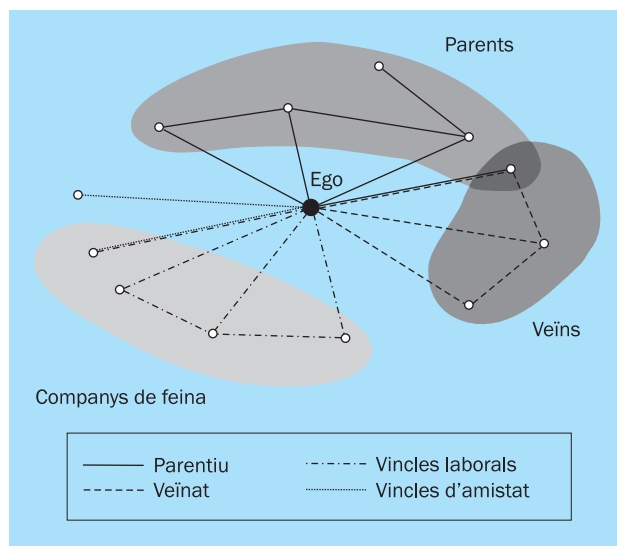 Parents
Ego
Veïns
Companys de feina
Parentiu
Vincles laborals
Veïnat
Vincles d'amistat